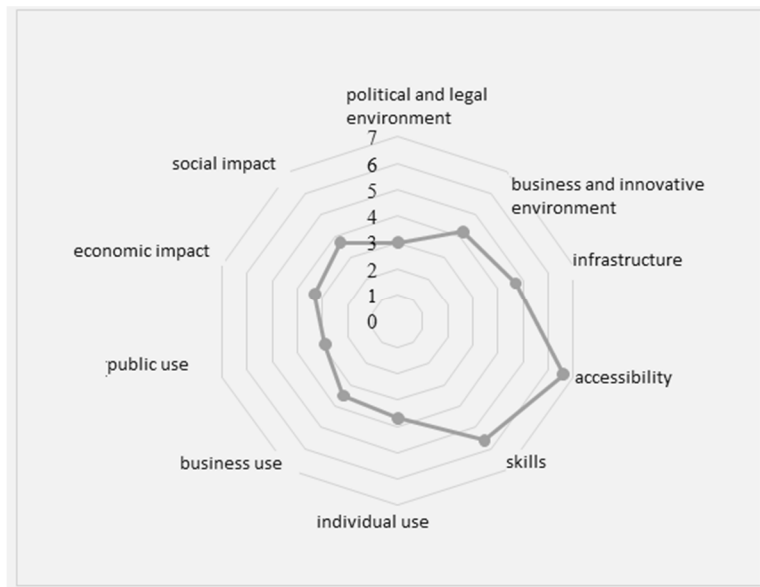 political and legal
environment
7
6
5
4
3
2
1
0
business and innovative
environment
infrastructure
accessibility
skills
individual use
business use
public use
economic impact
social impact